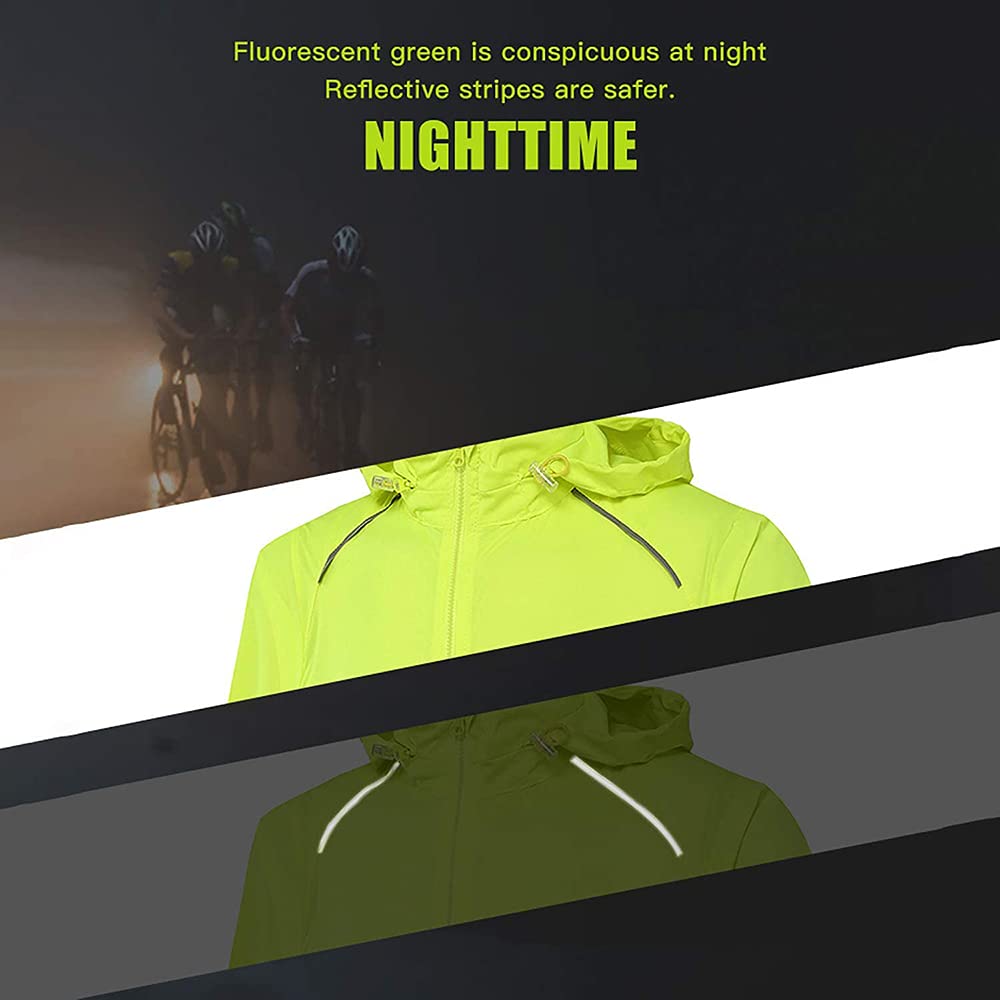 Fluorescent green is conspicuous at night
Reflective stripes are safer.
NIGHTTIME